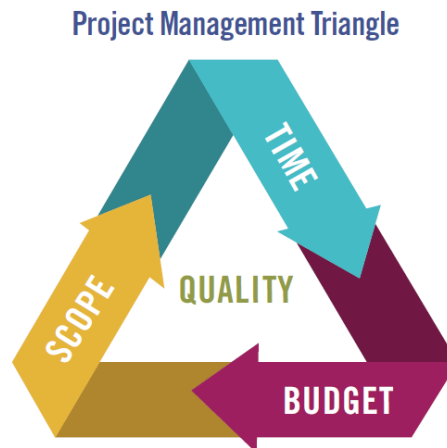 Project Management Triangle
TIME
QUALITY
SCOPE
BUDGET